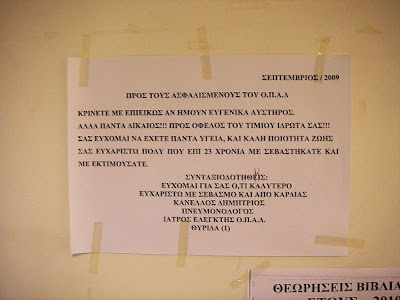 ΣΕΠΤΕΜΒΡΙΟΣ / 2009
ΠΡΟΣ ΤΟΥΣ ΑΣΦΑΛΙΣΜΕΝΟΥΣ ΤΟΥ Ο.Π.Α.Δ
ΚΡΙΝΕΤΕ ΜΕ ΕΠΙΕΙΚΩΣ ΑΝ ΗΜΟΥΝ ΕΥΓΕΝΙΚΑ ΑΥΣΤΗΡΟΣ.
ΑΛΛΑ ΠΑΝΤΑ ΔΙΚΑΙΟΣ!!! ΠΡΟΣ ΟΦΕΛΟΣ ΤΟΥ ΤΙΜΙΟΥ ΙΔΡΩΤΑ ΣΑΣ!!!
ΣΑΣ ΕΥΧΟΜΑΙ ΝΑ ΕΧΕΤΕ ΠΑΝΤΑ ΥΓΕΙΑ, ΚΑΙ ΚΑΛΗ ΠΟΙΟΤΗΤΑ ΖΩΗΣ
ΣΑΣ ΕΥΧΑΡΙΣΤΩ ΠΟΛΥ ΠΟΥ ΕΠΙ 23 ΧΡΟΝΙΑ ΜΕ ΣΕΒΑΣΤΗΚΑΤΕ ΚΑΙ
ΜΕ ΕΚΤΙΜΟΥΣΑΤΕ.
ΣΥΝΤΑΞΙΟΔΟΤΗΘΕΙΣ:
ΕΥΧΟΜΑΙ ΓΙΑ ΣΑΣ Ο,ΤΙ ΚΑΛΥΤΕΡΟ
ΕΥΧΑΡΙΣΤΩ ΜΕ ΣΕΒΑΣΜΟ ΚΑΙ ΑΠΟ ΚΑΡΔΙΑΣ
ΚΑΝΕΛΛΟΣ ΔΗΜΗΤΡΙΟΣ
ΠΝΕΥΜΟΝΟΛΟΓΟΣ
ΙΑΤΡΟΣ ΕΛΕΓΚΤΗΣ Ο.Π.Α.Δ.
ΘΥΡΙΔΑ (1)
ΘΕΩΡΗΣΕΙΣ ΒΙΒΛΙΑ